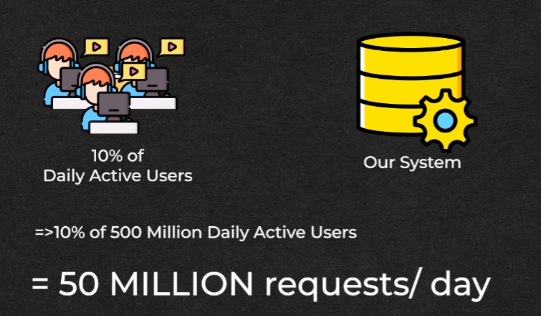 10% of
Daily Active Users
Our System
=>10% of 500 Million Daily Active Users
= 50 MILLION requests/ day